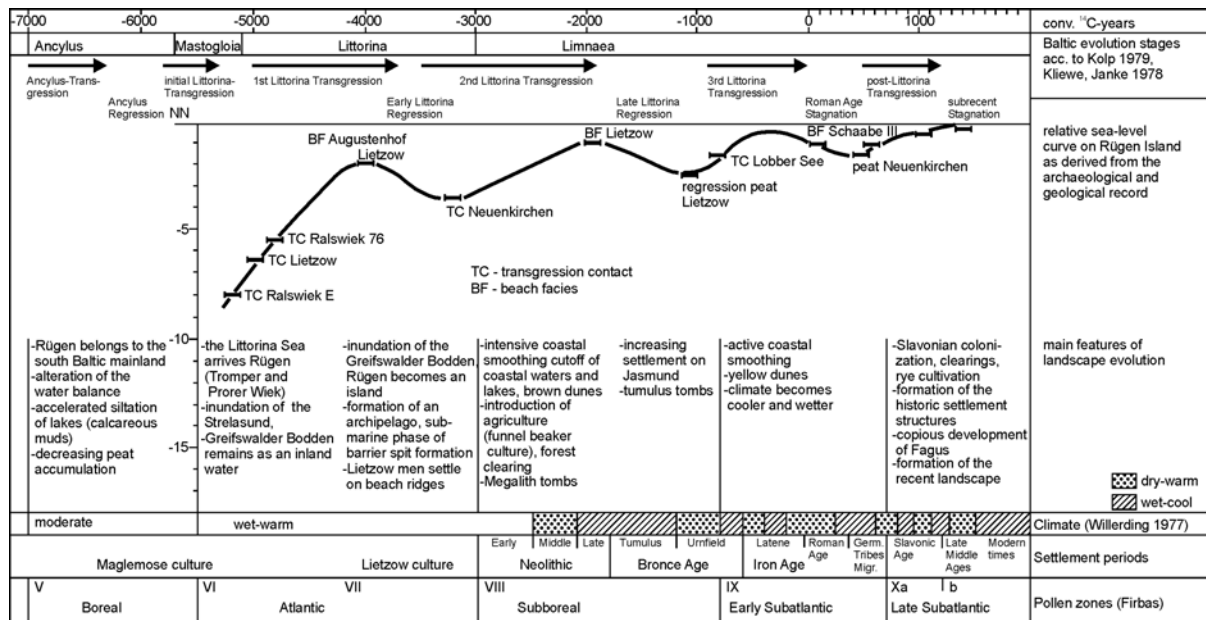 -7000 -6000 -5000 -4000 -3000 -2000 -1000 0 1000 conv. ¹⁴C-years
Ancylus Mastogloia Littorina Limnaea
Baltic evolution stages
acc. to Kolp 1979,
Kliewe, Janke 1978
Ancylus-Trans-
gression
initial Littorina-
Transgression
1st Littorina Transgression
2nd Littorina Transgression
3rd Littorina
Transgression
post-Littorina
Transgression
Ancylus
Regression
Early Littorina
Regression
Late Littorina
Regression
Roman Age
Stagnation
subrecent
Stagnation
NN
-5
-10
-15
BF Augustenhof
Lietzow
BF Lietzow
BF Schaabe III
TC Lobber See
peat Neuenkirchen
regression peat
Lietzow
TC Neuenkirchen
TC Ralswiek 76
TC Lietzow
TC Ralswiek E
TC - transgression contact
BF - beach facies
relative sea-level
curve on Rügen Island
as derived from the
archaeological and
geological record
-Rügen belongs to the
south Baltic mainland
-alteration of the
water balance
-accelerated siltation
of lakes (calcareous
muds)
-decreasing peat
accumulation
-the Littorina Sea
arrives Rügen
(Tromper and
Prorer Wiek)
-inundation of the
Strelasund,
-Greifswalder Bodden
remains as an inland
water
-inundation of the
Greifswalder Bodden,
Rügen becomes an
island
-formation of an
archipelago, sub-
marine phase of
barrier spit formation
-Lietzow men settle
on beach ridges
-intensive coastal
smoothing cutoff of
coastal waters and
lakes, brown dunes
-introduction of
agriculture
(funnel beaker
culture), forest
clearing
-Megalith tombs
-increasing
settlement on
Jasmund
-tumulus tombs
-active coastal
smoothing
-yellow dunes
-climate becomes
cooler and wetter
-Slavonian coloni-
zation, clearings,
rye cultivation
-formation of the
historic settlement
structures
-copious development
of Fagus
-formation of the
recent landscape
main features of
landscape evolution
dry-warm
wet-cool
moderate wet-warm Climate (Willerding 1977)
Maglemose culture Lietzow culture
Early Middle Late
Neolithic
Tumulus Urnfield
Bronce Age
Latene Roman
Age
Iron Age
Germ.
Tribes
Migr.
Slavonic
Age
Late
Middle
Ages
Modern
times
Settlement periods
V VI VII VIII IX Xa b
Boreal Atlantic Subboreal Early Subatlantic Late Subatlantic Pollen zones (Firbas)